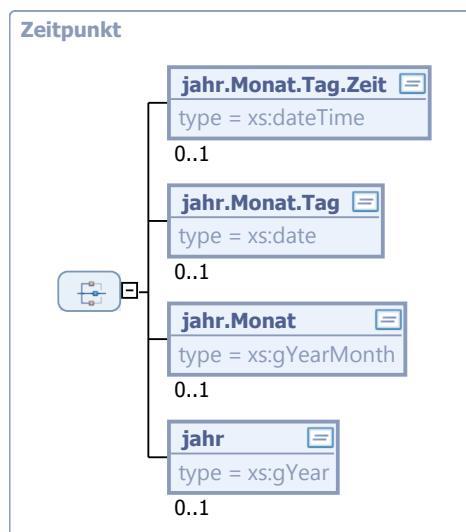 Zeitpunkt
jahr.Monat.Tag.Zeit
type = xs:dateTime
0..1
jahr.Monat.Tag
type = xs:date
0..1
jahr.Monat
type = xs:gYearMonth
0..1
jahr
type = xs:gYear
0..1